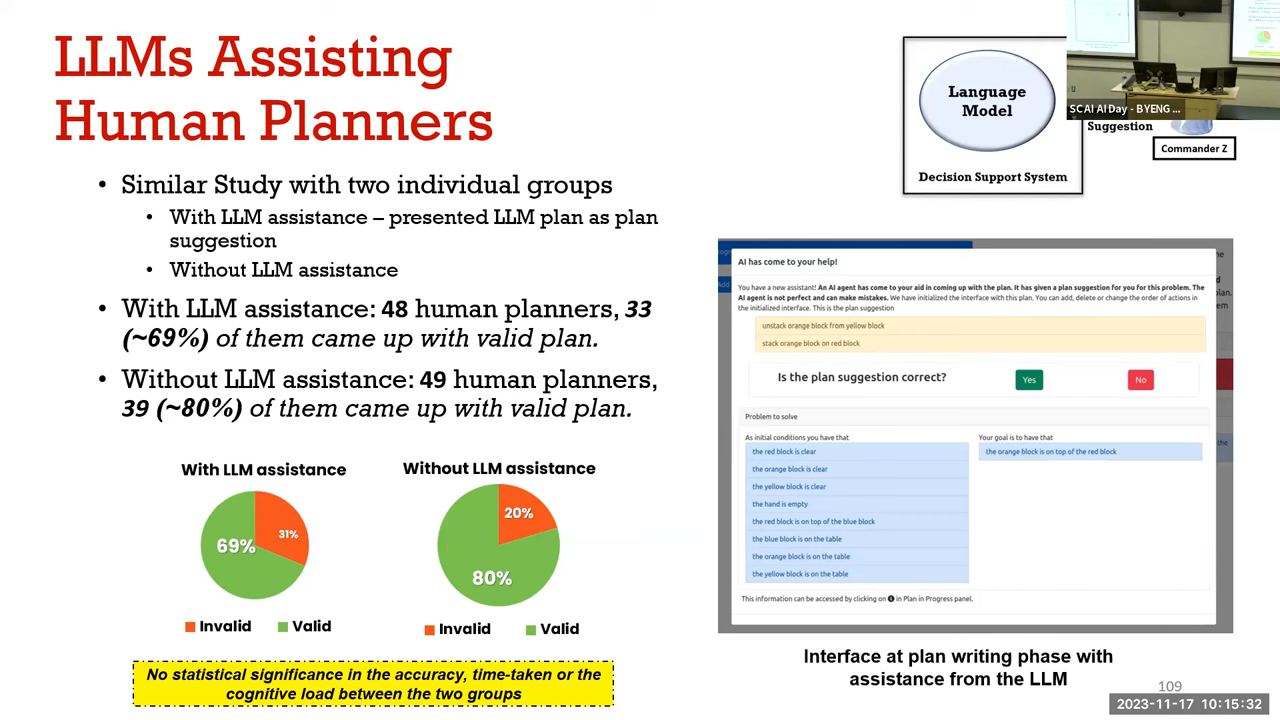 LLMs Assisting
Human Planners
• Similar Study with two individual groups
• With LLM assistance – presented LLM plan as plan
suggestion
• Without LLM assistance
• With LLM assistance: 48 human planners, 33
(~69%) of them came up with valid plan.
• Without LLM assistance: 49 human planners,
39 (~80%) of them came up with valid plan.
With LLM assistance
31%
69%
Invalid Valid
Without LLM assistance
20%
80%
Invalid Valid
No statistical significance in the accuracy, time-taken or the
cognitive load between the two groups
Language
Model
Decision Support System
SCAI AI Day - BYENG ...
Suggestion
Commander Z
AI has come to your help!
You have a new assistant! An AI agent has come to your aid in coming up with the plan. It has given a plan suggestion for you for this problem. The
AI agent is not perfect and can make mistakes. We have initialized the interface with this plan. You can add, delete or change the order of actions in
the initialized interface. This is the plan suggestion
unstack orange block from yellow block
stack orange block on red block
Is the plan suggestion correct?
Yes
No
Problem to solve
As initial conditions you have that
the red block is clear
the orange block is clear
the yellow block is clear
the hand is empty
the red block is on top of the blue block
the blue block is on the table
the orange block is on the table
the yellow block is on the table
Your goal is to have that
the orange block is on top of the red block
This information can be accessed by clicking on in Plan in Progress panel.
Add
plan.
the
Interface at plan writing phase with
assistance from the LLM
109
2023-11-17 10:15:32